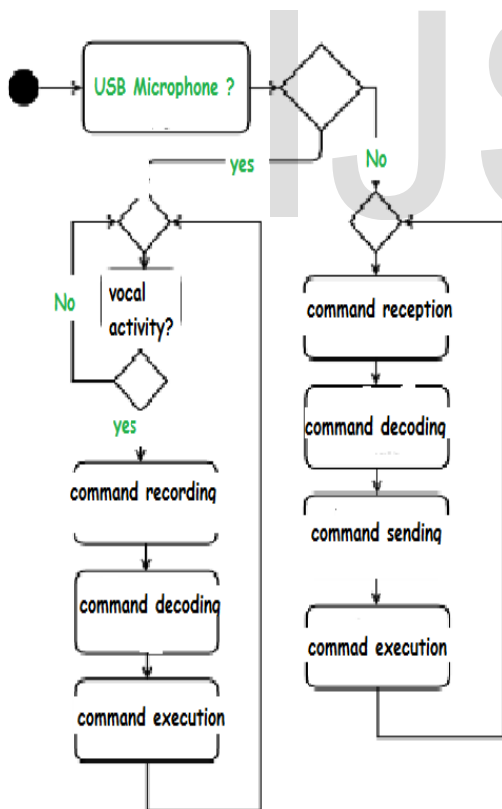 IJS
USB Microphone ?
yes
No
vocal
activity?
No
yes
command recording
command decoding
command execution
command reception
command decoding
command sending
commad execution